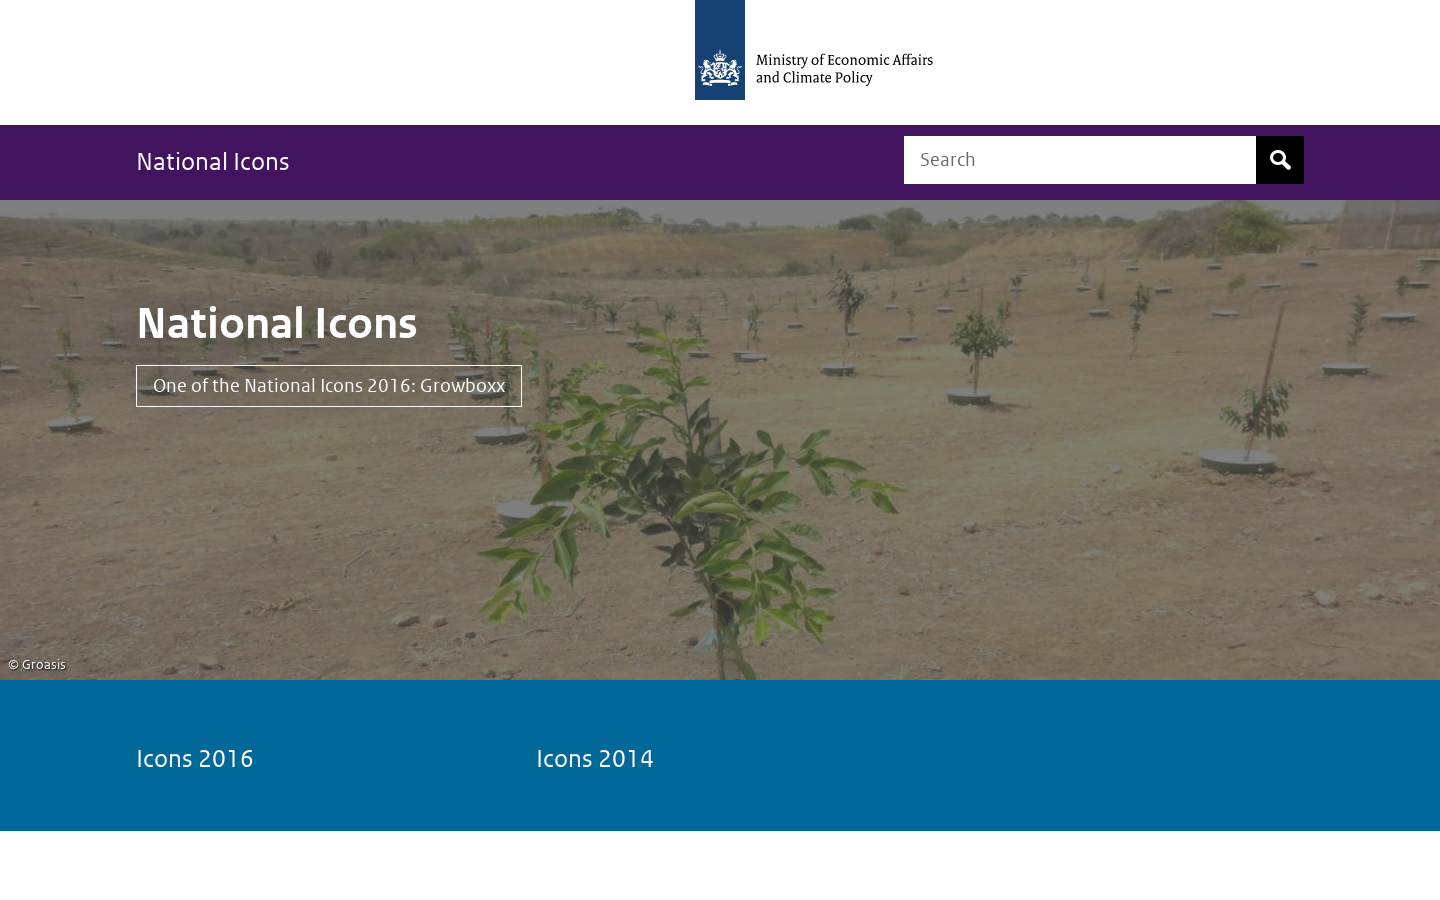 Ministry of Economic Affairs
and Climate Policy
National Icons
Search
National Icons
One of the National Icons 2016: Growboxx
© Groasis
Icons 2016
Icons 2014